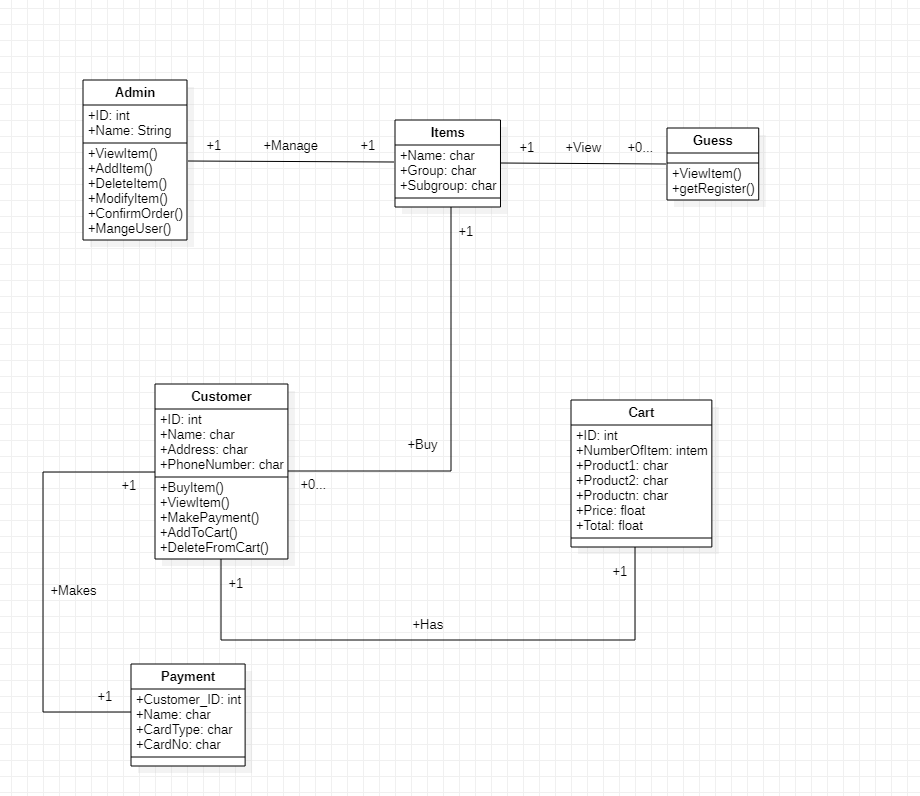 Admin
+ID: int
+Name: String
+ViewItem()
+AddItem()
+DeleteItem()
+ModifyItem()
+ConfirmOrder()
+MangeUser()
+1
+Manage
+1
Items
+Name: char
+Group: char
+Subgroup: char
+1
+View
+0...
Guess
+ViewItem()
+getRegister()
+1
+Buy
+0...
Customer
+ID: int
+Name: char
+Address: char
+PhoneNumber: char
+BuyItem()
+ViewItem()
+MakePayment()
+AddToCart()
+DeleteFromCart()
Cart
+ID: int
+NumberOfItem: intem
+Product1: char
+Product2: char
+Productn: char
+Price: float
+Total: float
+1
+Has
+1
+1
+Makes
+1
Payment
+Customer_ID: int
+Name: char
+CardType: char
+CardNo: char